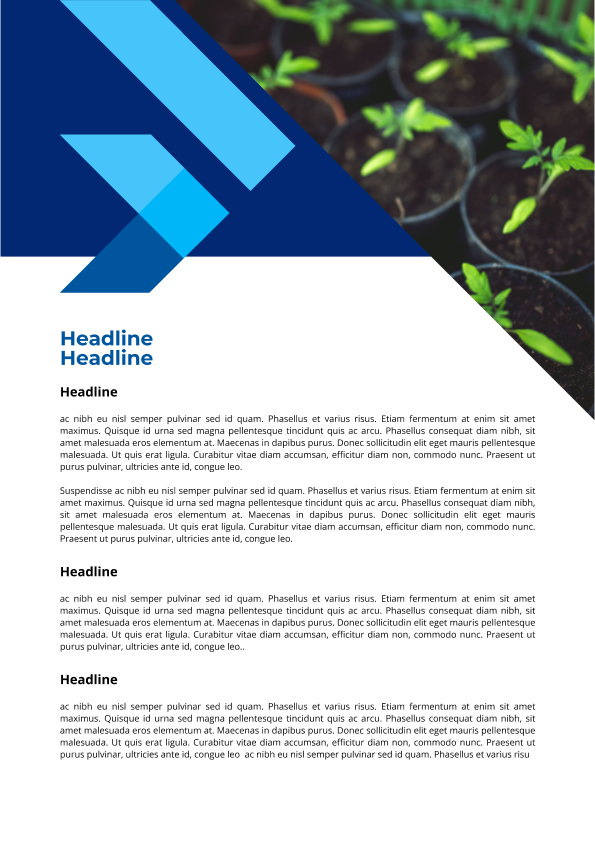 Headline
Headline
Headline
ac nibh eu nisl semper pulvinar sed id quam. Phasellus et varius risus. Etiam fermentum at enim sit amet
maximus. Quisque id urna sed magna pellentesque tincidunt quis ac arcu. Phasellus consequat diam nibh, sit
amet malesuada eros elementum at. Maecenas in dapibus purus. Donec sollicitudin elit eget mauris pellentesque
malesuada. Ut quis erat ligula. Curabitur vitae diam accumsan, efficitur diam non, commodo nunc. Praesent ut
purus pulvinar, ultricies ante id, congue leo.
Suspendisse ac nibh eu nisl semper pulvinar sed id quam. Phasellus et varius risus. Etiam fermentum at enim sit
amet maximus. Quisque id urna sed magna pellentesque tincidunt quis ac arcu. Phasellus consequat diam nibh,
sit amet malesuada eros elementum at. Maecenas in dapibus purus. Donec sollicitudin elit eget mauris
pellentesque malesuada. Ut quis erat ligula. Curabitur vitae diam accumsan, efficitur diam non, commodo nunc.
Praesent ut purus pulvinar, ultricies ante id, congue leo.
Headline
ac nibh eu nisl semper pulvinar sed id quam. Phasellus et varius risus. Etiam fermentum at enim sit amet
maximus. Quisque id urna sed magna pellentesque tincidunt quis ac arcu. Phasellus consequat diam nibh, sit
amet malesuada eros elementum at. Maecenas in dapibus purus. Donec sollicitudin elit eget mauris pellentesque
malesuada. Ut quis erat ligula. Curabitur vitae diam accumsan, efficitur diam non, commodo nunc. Praesent ut
purus pulvinar, ultricies ante id, congue leo..
Headline
ac nibh eu nisl semper pulvinar sed id quam. Phasellus et varius risus. Etiam fermentum at enim sit amet
maximus. Quisque id urna sed magna pellentesque tincidunt quis ac arcu. Phasellus consequat diam nibh, sit
amet malesuada eros elementum at. Maecenas in dapibus purus. Donec sollicitudin elit eget mauris pellentesque
malesuada. Ut quis erat ligula. Curabitur vitae diam accumsan, efficitur diam non, commodo nunc. Praesent ut
purus pulvinar, ultricies ante id, congue leo  ac nibh eu nisl semper pulvinar sed id quam. Phasellus et varius risu